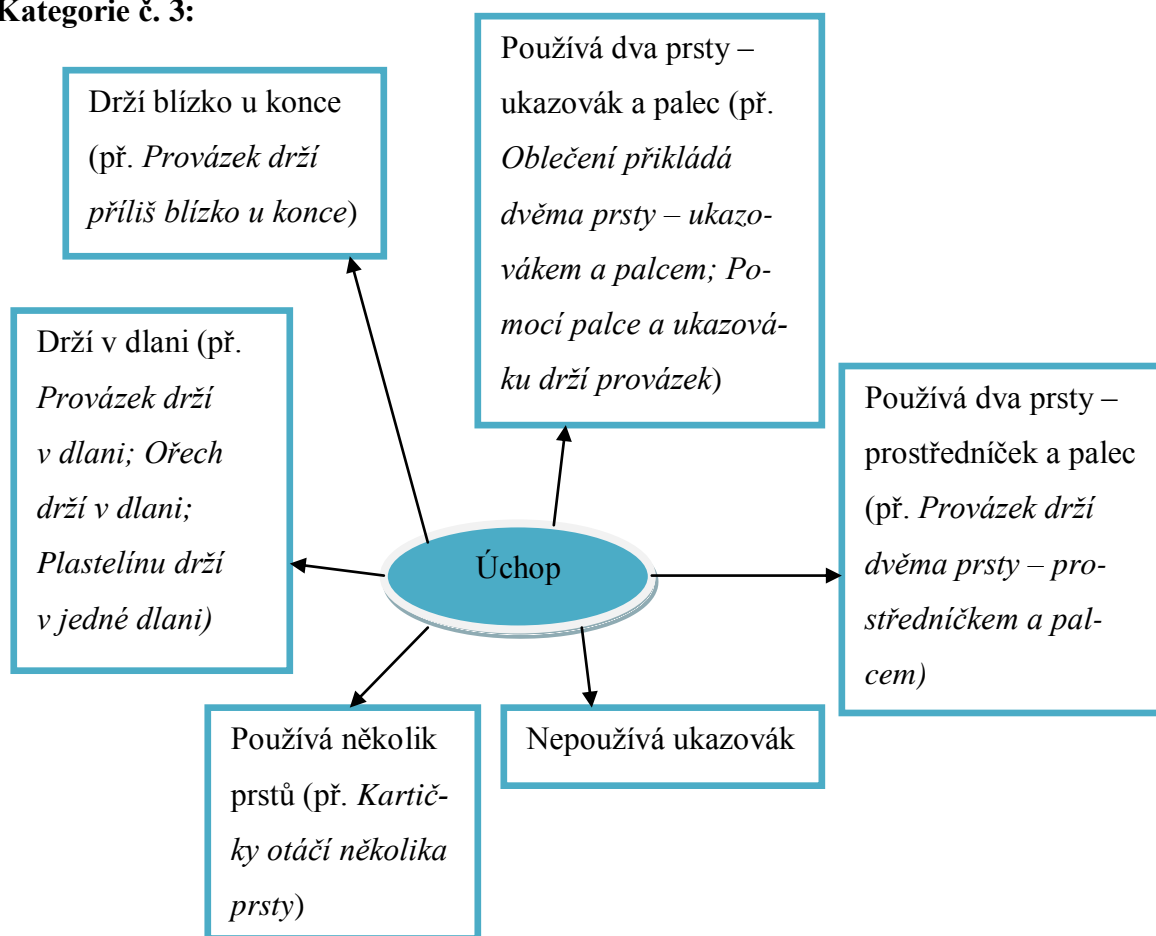 Kategorie č. 3:
Drží blízko u konce
(př. Provázek drží
příliš blízko u konce)
Používá dva prsty –
ukazovák a palec (př.
Oblečení přikládá
dvěma prsty – ukazo-
vákem a palcem; Po-
mocí palce a ukazová-
ku drží provázek)
Drží v dlani (př.
Provázek drží
v dlani; Ořech
drží v dlani;
Plastelínu drží
v jedné dlani)
Používá dva prsty –
prostředníček a palec
(př. Provázek drží
dvěma prsty – pro-
středníčkem a pal-
cem)
Úchop
Používá několik
prstů (př. Kartič-
ky otáčí několika
prsty)
Nepoužívá ukazovák